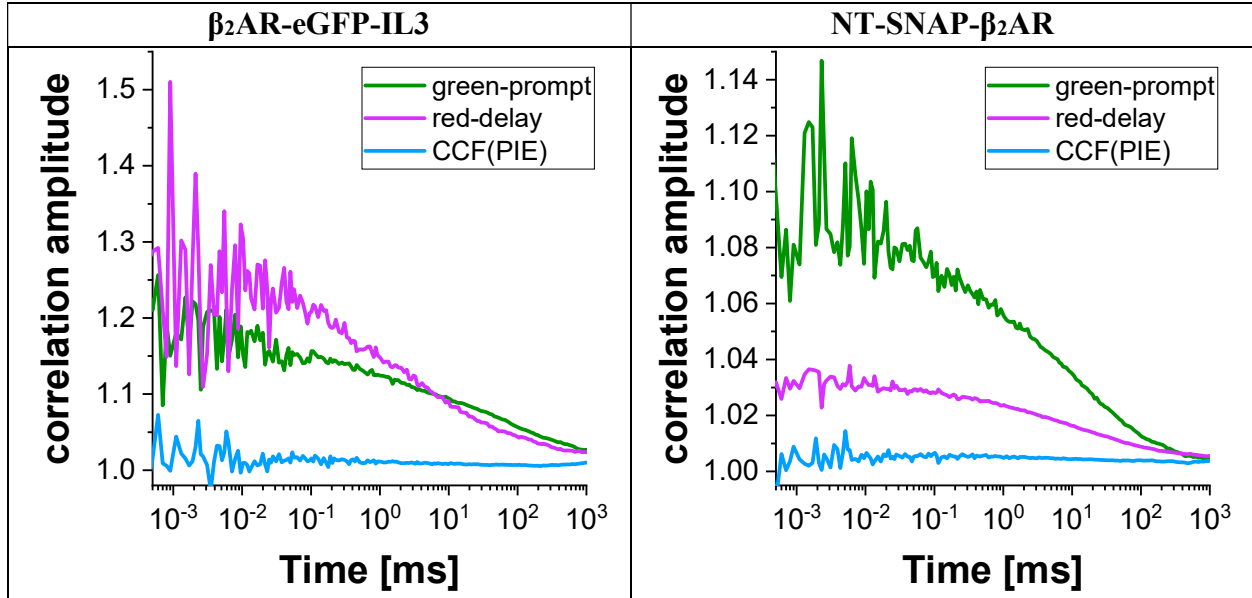 β₂AR-eGFP-IL3
NT-SNAP-β₂AR
correlation amplitude
1.5
1.4
1.3
1.2
1.1
1.0
green-prompt
red-delay
CCF(PIE)
10⁻³ 10⁻² 10⁻¹ 10⁰ 10¹ 10² 10³
Time [ms]
correlation amplitude
1.14
1.12
1.10
1.08
1.06
1.04
1.02
1.00
green-prompt
red-delay
CCF(PIE)
10⁻³ 10⁻² 10⁻¹ 10⁰ 10¹ 10² 10³
Time [ms]